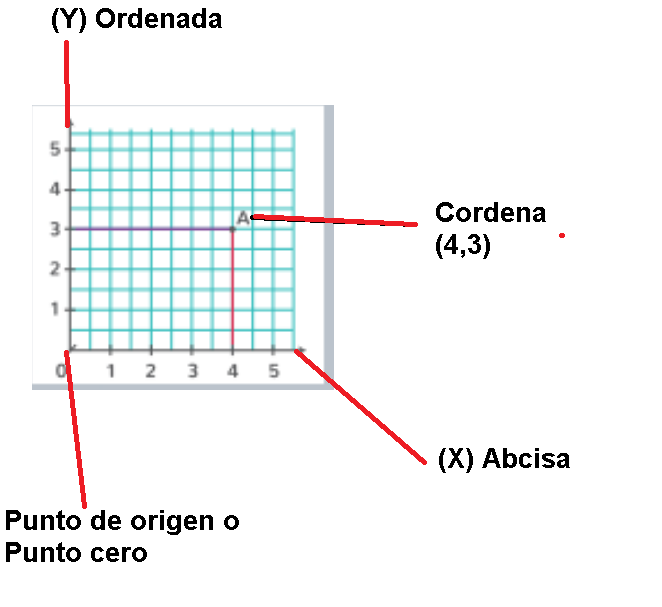 (Y) Ordenada
5
4
A
Cordena
(4,3)
3
2
1
0 1 2 3 4 5
(X) Abcisa
Punto de origen o
Punto cero